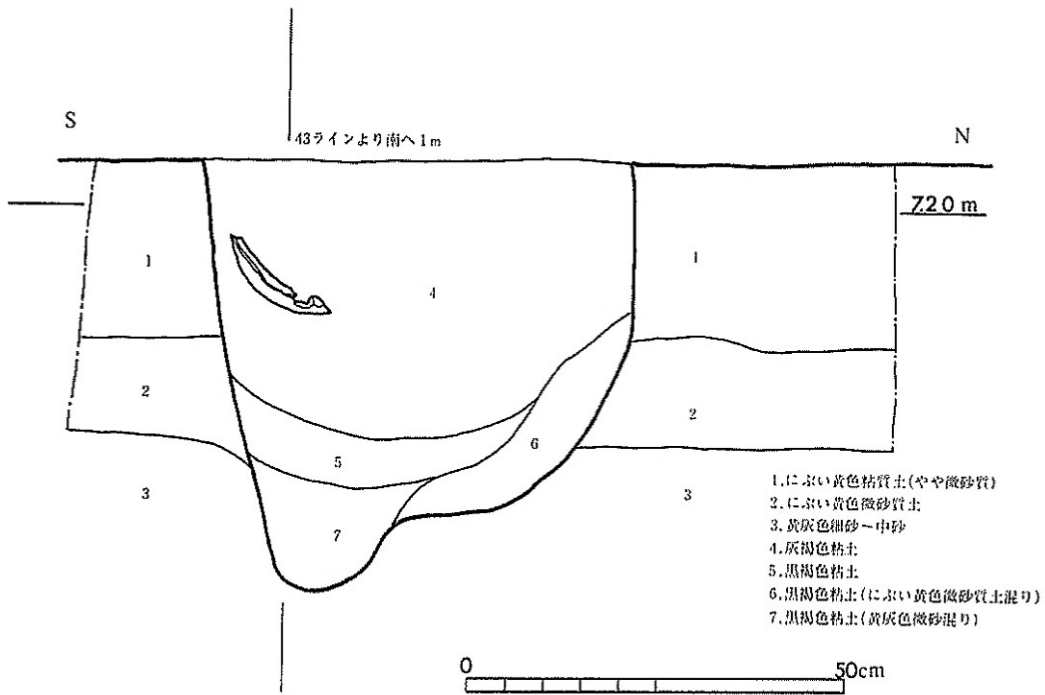 S
43ラインより南へ1m
N
7.20m
1
4
1
2
2
5
6
3
3
7
1.にぶい黄色粘質土(やや微砂質)
2.にぶい黄色微砂質土
3.黄灰色細砂~中砂
4.灰褐色粘土
5.黒褐色粘土
6.黒褐色粘土(にぶい黄色微砂質土混り)
7.黒褐色粘土(黄灰色微砂混り)
0
50cm